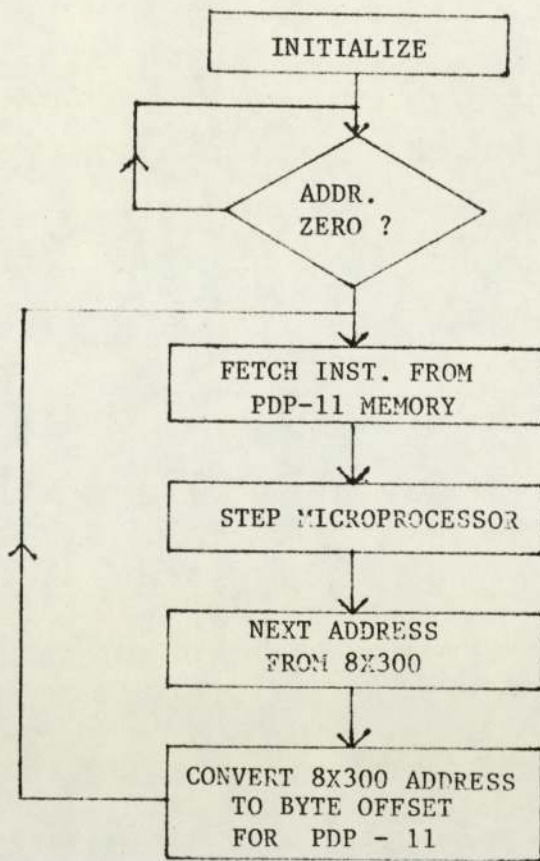 INITIALIZE
ADDR.
ZERO ?
FETCH INST. FROM
PDP-11 MEMORY
STEP MICROPROCESSOR
NEXT ADDRESS
FROM 8X300
CONVERT 8X300 ADDRESS
TO BYTE OFFSET
FOR PDP - 11